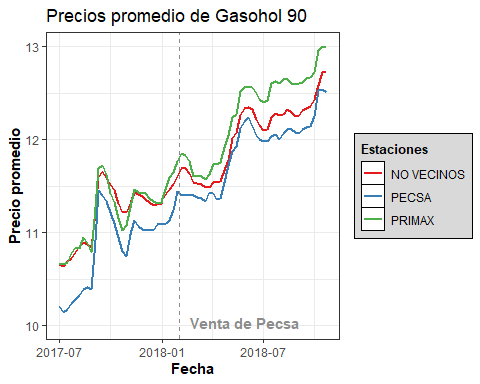 Precios promedio de Gasohol 90
13
12
11
10
Precio promedio
Venta de Pecsa
2017-07
2018-01
2018-07
Fecha
Estaciones
NO VECINOS
PECSA
PRIMAX